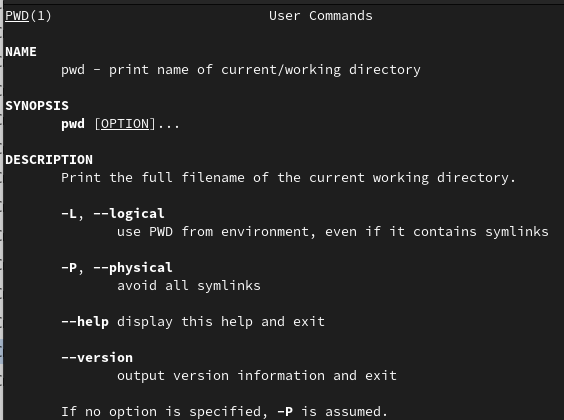 PWD(1) User Commands
NAME
pwd - print name of current/working directory
SYNOPSIS
pwd [OPTION]...
DESCRIPTION
Print the full filename of the current working directory.
-L, --logical
use PWD from environment, even if it contains symlinks
-P, --physical
avoid all symlinks
--help display this help and exit
--version
output version information and exit
If no option is specified, -P is assumed.